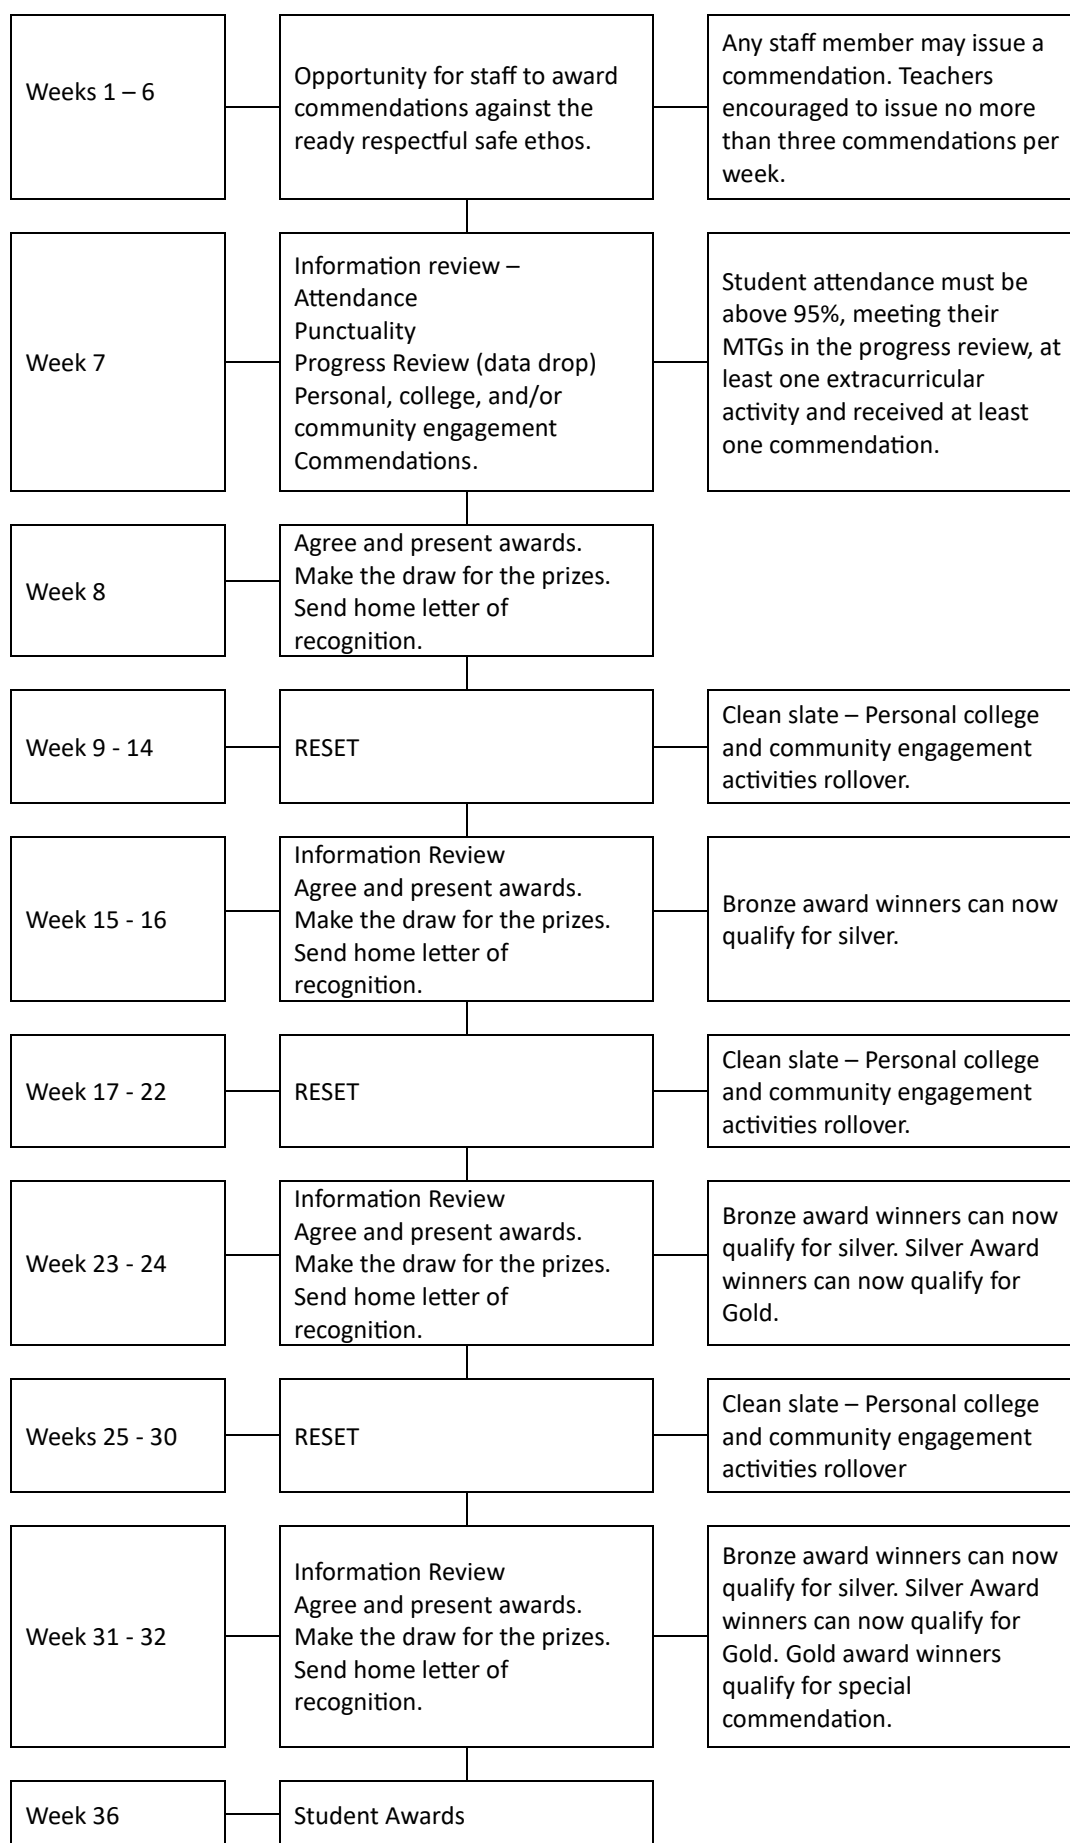 Weeks 1 – 6
Opportunity for staff to award
commendations against the
ready respectful safe ethos.
Any staff member may issue a
commendation. Teachers
encouraged to issue no more
than three commendations per
week.
Week 7
Information review –
Attendance
Punctuality
Progress Review (data drop)
Personal, college, and/or
community engagement
Commendations.
Student attendance must be
above 95%, meeting their
MTGs in the progress review, at
least one extracurricular
activity and received at least
one commendation.
Week 8
Agree and present awards.
Make the draw for the prizes.
Send home letter of
recognition.
Week 9 - 14
RESET
Clean slate – Personal college
and community engagement
activities rollover.
Week 15 - 16
Information Review
Agree and present awards.
Make the draw for the prizes.
Send home letter of
recognition.
Bronze award winners can now
qualify for silver.
Week 17 - 22
RESET
Clean slate – Personal college
and community engagement
activities rollover.
Week 23 - 24
Information Review
Agree and present awards.
Make the draw for the prizes.
Send home letter of
recognition.
Bronze award winners can now
qualify for silver. Silver Award
winners can now qualify for
Gold.
Weeks 25 - 30
RESET
Clean slate – Personal college
and community engagement
activities rollover
Week 31 - 32
Information Review
Agree and present awards.
Make the draw for the prizes.
Send home letter of
recognition.
Bronze award winners can now
qualify for silver. Silver Award
winners can now qualify for
Gold. Gold award winners
qualify for special
commendation.
Week 36
Student Awards